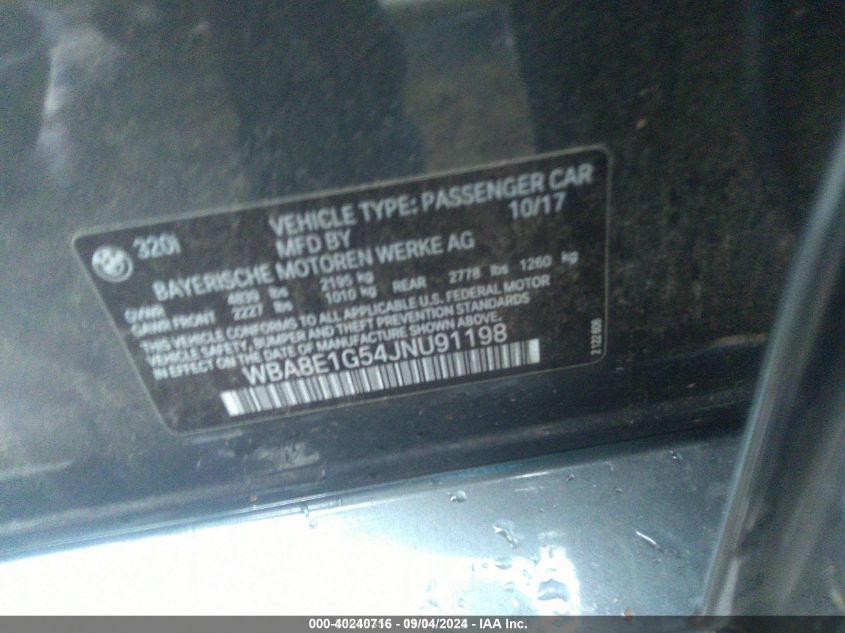 320i
VEHICLE TYPE: PASSENGER CAR
MFD BY 10/17
BAYERISCHE MOTOREN WERKE AG
GVWR 4839 lbs 2195 kg
GAWR FRONT 2227 lbs 1010 kg REAR 2778 lbs 1260 kg
THIS VEHICLE CONFORMS TO ALL APPLICABLE U.S. FEDERAL MOTOR
VEHICLE SAFETY, BUMPER AND THEFT PREVENTION STANDARDS
IN EFFECT ON THE DATE OF MANUFACTURE SHOWN ABOVE.
WBA8E1G54JNU91198
000-40240716 - 09/04/2024 - IAA Inc.